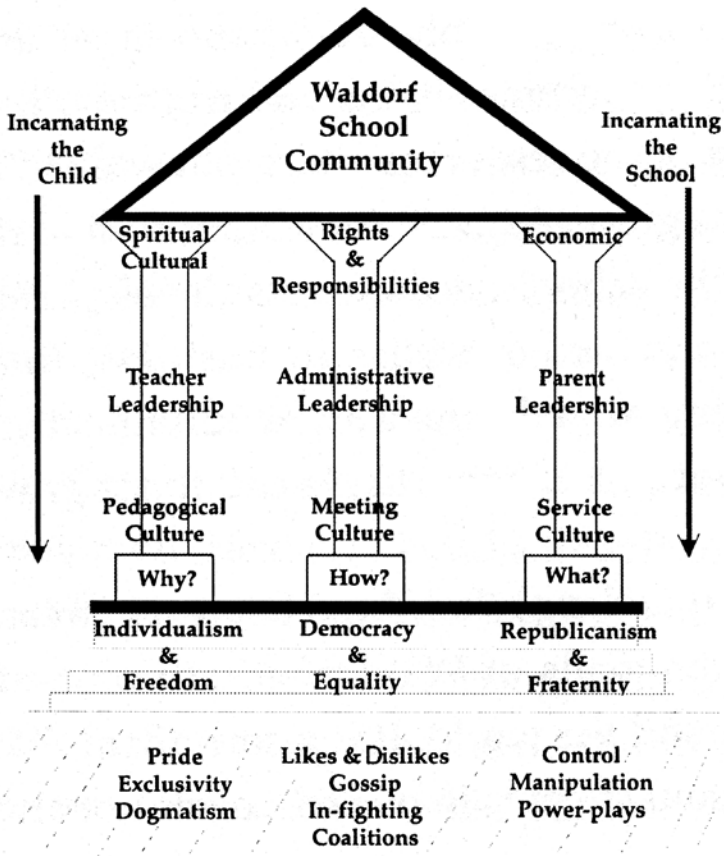 Waldorf
School
Community
Incarnating
the
Child
Incarnating
the
School
Spiritual
Cultural
Rights
&
Responsibilities
Economic
Teacher
Leadership
Administrative
Leadership
Parent
Leadership
Pedagogical
Culture
Meeting
Culture
Service
Culture
Why?
How?
What?
Individualism
&
Freedom
Democracy
&
Equality
Republicanism
&
Fraternity
Pride
Exclusivity
Dogmatism
Likes & Dislikes
Gossip
In-fighting
Coalitions
Control
Manipulation
Power-plays